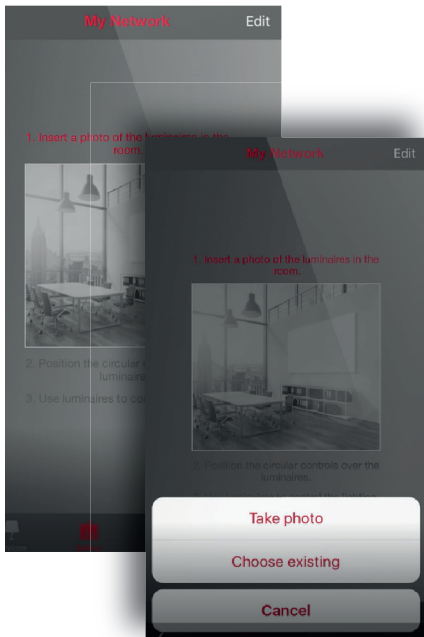 My Network Edit
1. Insert a photo of the luminaires in the
room.
2. Position the circular
luminaires
3. Use luminaires to co
My Network Edit
1. Insert a photo of the luminaires in the
room.
2. Position the circular controls over the
luminaires.
Take photo
Choose existing
Cancel